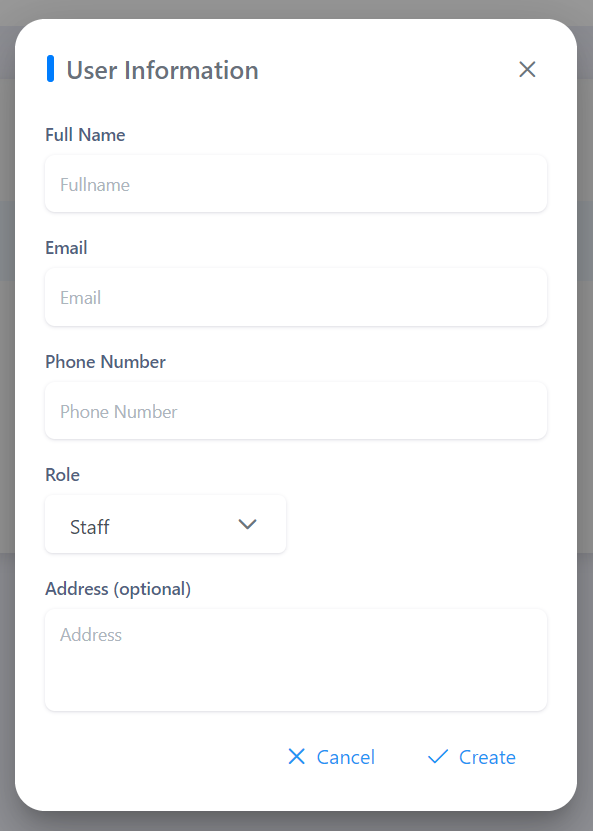 User Information
Full Name
Fullname
Email
Email
Phone Number
Phone Number
Role
Staff
Address (optional)
Address
Cancel Create